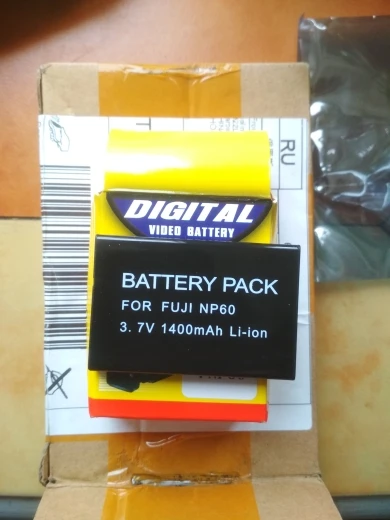 RU
DIGITAL
VIDEO BATTERY
BATTERY PACK
FOR FUJI NP60
3.7V 1400mAh Li-ion